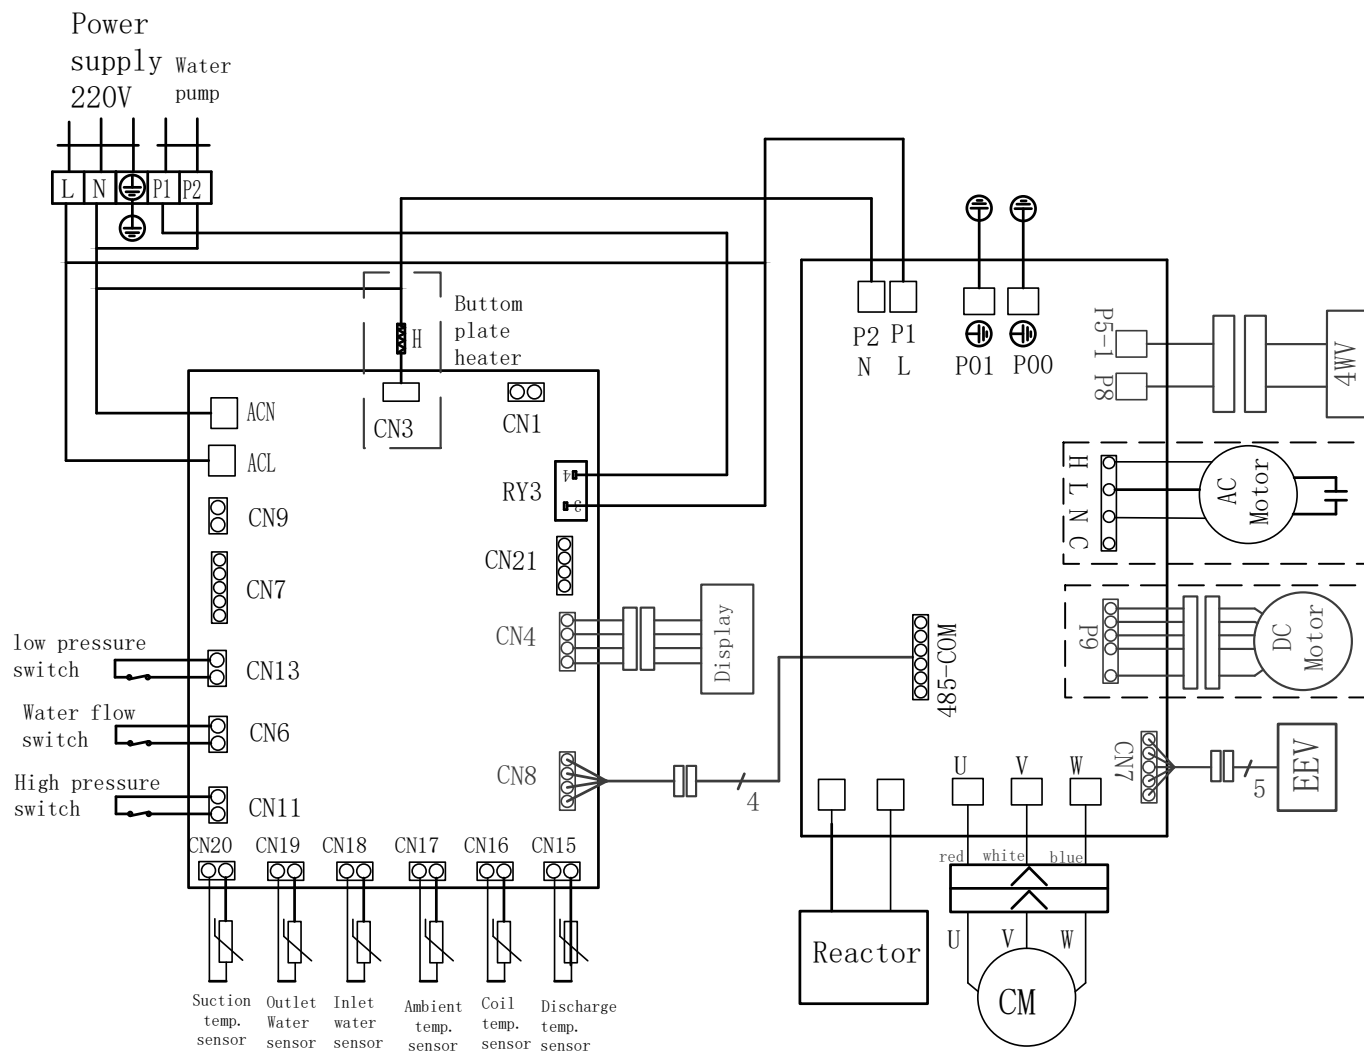 Power
supply
220V
Water
pump
L N P1 P2
Buttom
plate
heater
H
CN3
CN1
ACN
ACL
RY3
4
3
CN9
CN21
CN7
CN4
Display
low pressure
switch
CN13
Water flow
switch
CN6
High pressure
switch
CN11
CN8
4
CN20 CN19 CN18 CN17 CN16 CN15
Suction
temp.
sensor
Outlet
Water
sensor
Inlet
water
sensor
Ambient
temp.
sensor
Coil
temp.
sensor
Discharge
temp.
sensor
P2 P1
N L
P01 P00
P5-1
P8
4WV
H L N C
AC
Motor
P9
DC
Motor
485-COM
CN7
5
EEV
U V W
red white blue
U V W
Reactor
CM